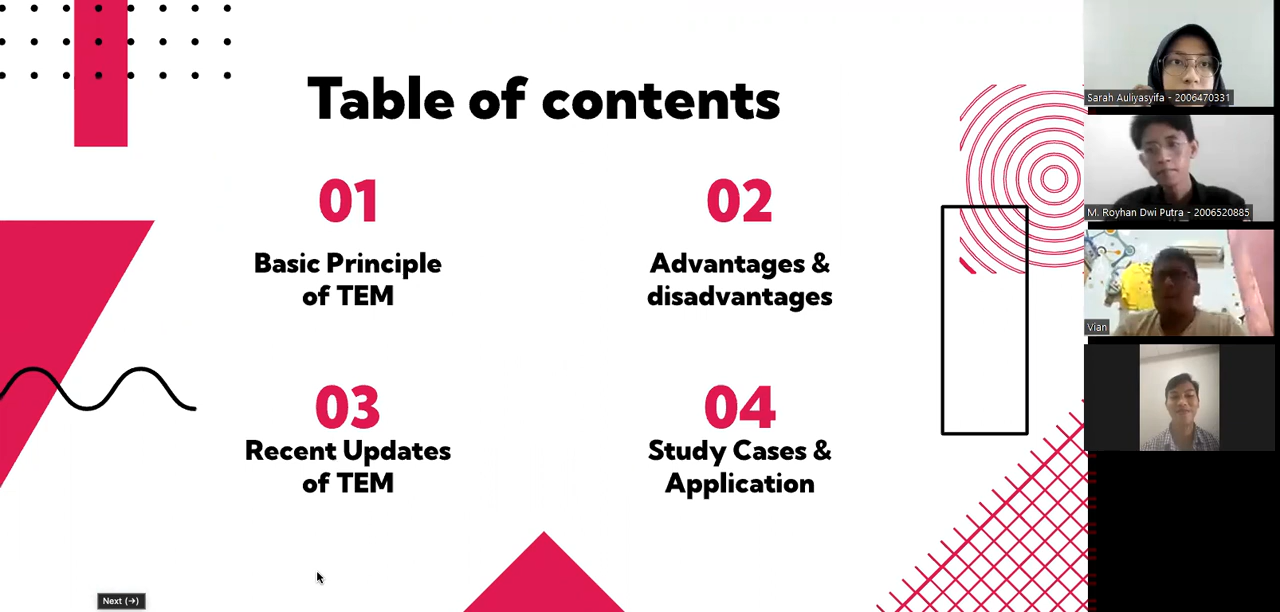 Table of contents
01
Basic Principle
of TEM
02
Advantages &
disadvantages
03
Recent Updates
of TEM
04
Study Cases &
Application
Next (→)
Sarah Auliyasyifa - 2006470331
M. Royhan Dwi Putra - 2006520885
Vian